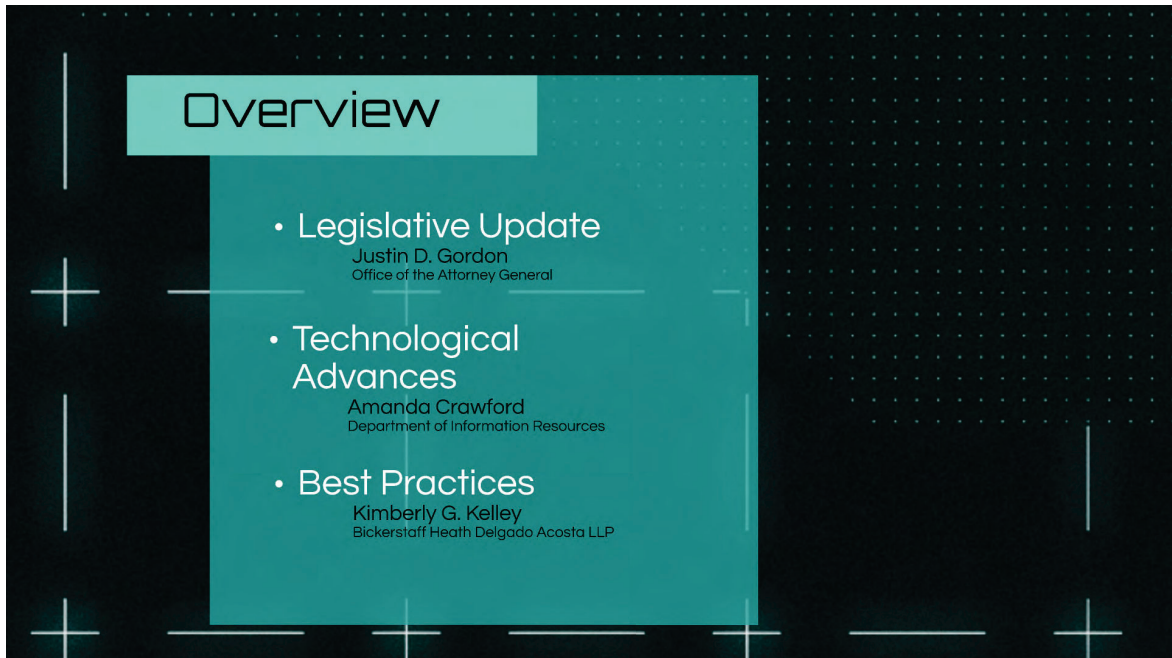 Overview
• Legislative Update
Justin D. Gordon
Office of the Attorney General
• Technological
Advances
Amanda Crawford
Department of Information Resources
• Best Practices
Kimberly G. Kelley
Bickerstaff Heath Delgado Acosta LLP